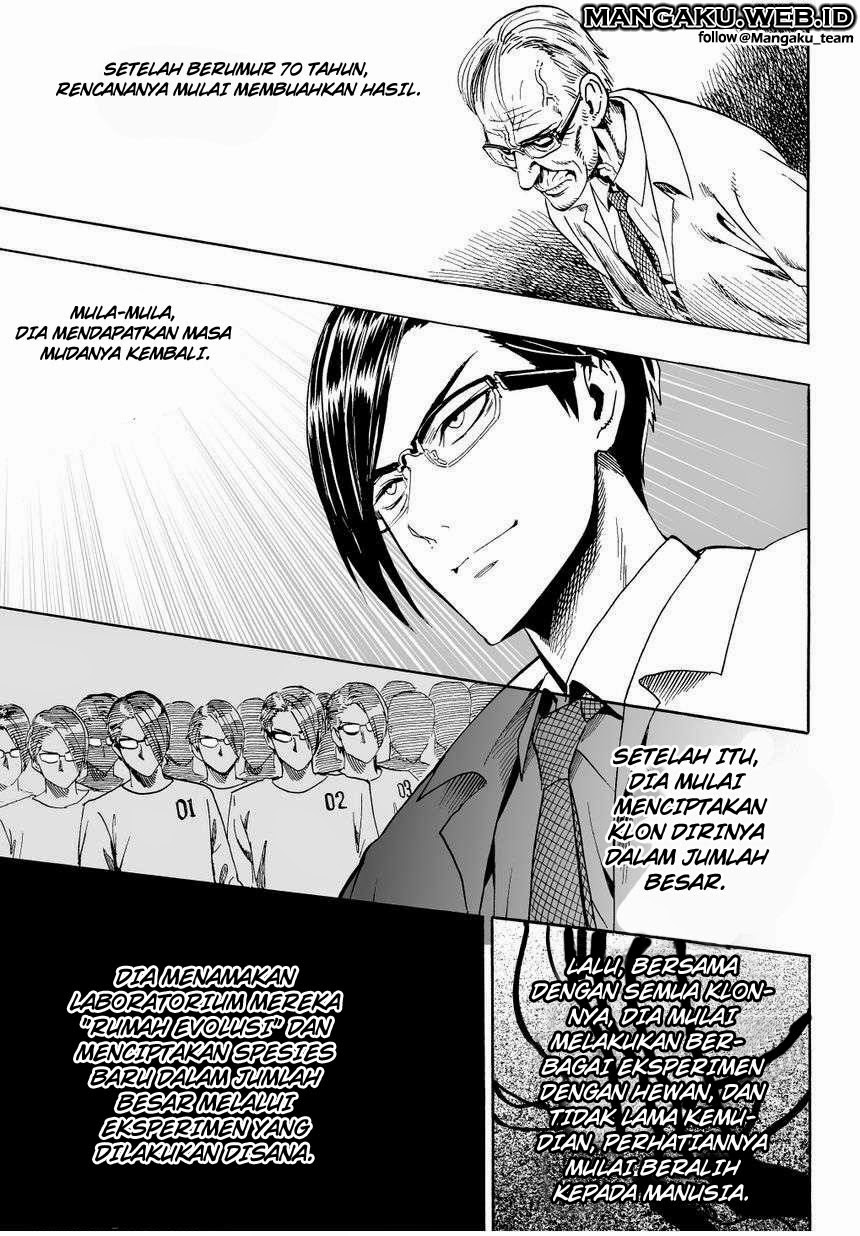 MANGAKU.WEB.ID
follow @Mangaku_team
SETELAH BERUMUR 70 TAHUN,
RENCANANYA MULAI MEMBUAHKAN HASIL.
MULA-MULA,
DIA MENDAPATKAN MASA
MUDANYA KEMBALI.
01
02
03
SETELAH ITU,
DIA MULAI
MENCIPTAKAN
KLON DIRINYA
DALAM JUMLAH
BESAR.
LALU, BERSAMA
DENGAN SEMUA KLON-
NYA, DIA MULAI
MELAKUKAN BER-
BAGAI EKSPERIMEN
DENGAN HEWAN, DAN
TIDAK LAMA KEMU-
DIAN, PERHATIANNYA
MULAI BERALIH
KEPADA MANUSIA.
DIA MENAMAKAN
LABORATORIUM MEREKA
"RUMAH EVOLUSI" DAN
MENCIPTAKAN SPESIES
BARU DALAM JUMLAH
BESAR MELALUI
EKSPERIMEN YANG
DILAKUKAN DISANA.